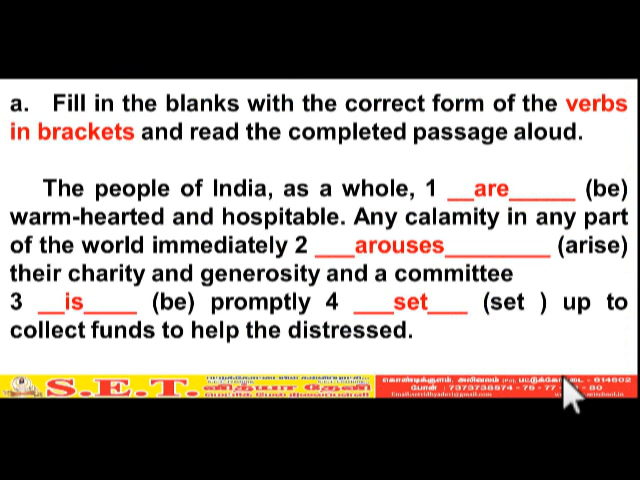 a. Fill in the blanks with the correct form of the verbs
in brackets and read the completed passage aloud.
The people of India, as a whole, 1 __are______ (be)
warm-hearted and hospitable. Any calamity in any part
of the world immediately 2 ___arouses________ (arise)
their charity and generosity and a committee
3 __is____ (be) promptly 4 ___set___ (set ) up to
collect funds to help the distressed.
S.E.T. வித்யா தேவி